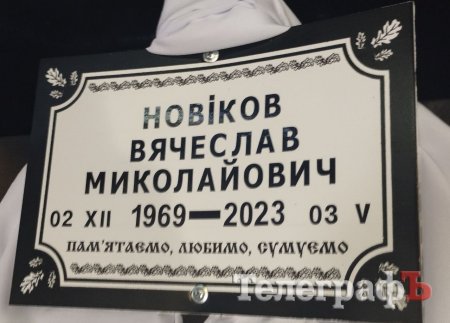 НОВІКОВ
ВЯЧЕСЛАВ
МИКОЛАЙОВИЧ
02 XII 1969—2023 03 V
ПАМ'ЯТАЄМО, ЛЮБИМО, СУМУЄМО
ТелеграфЪ